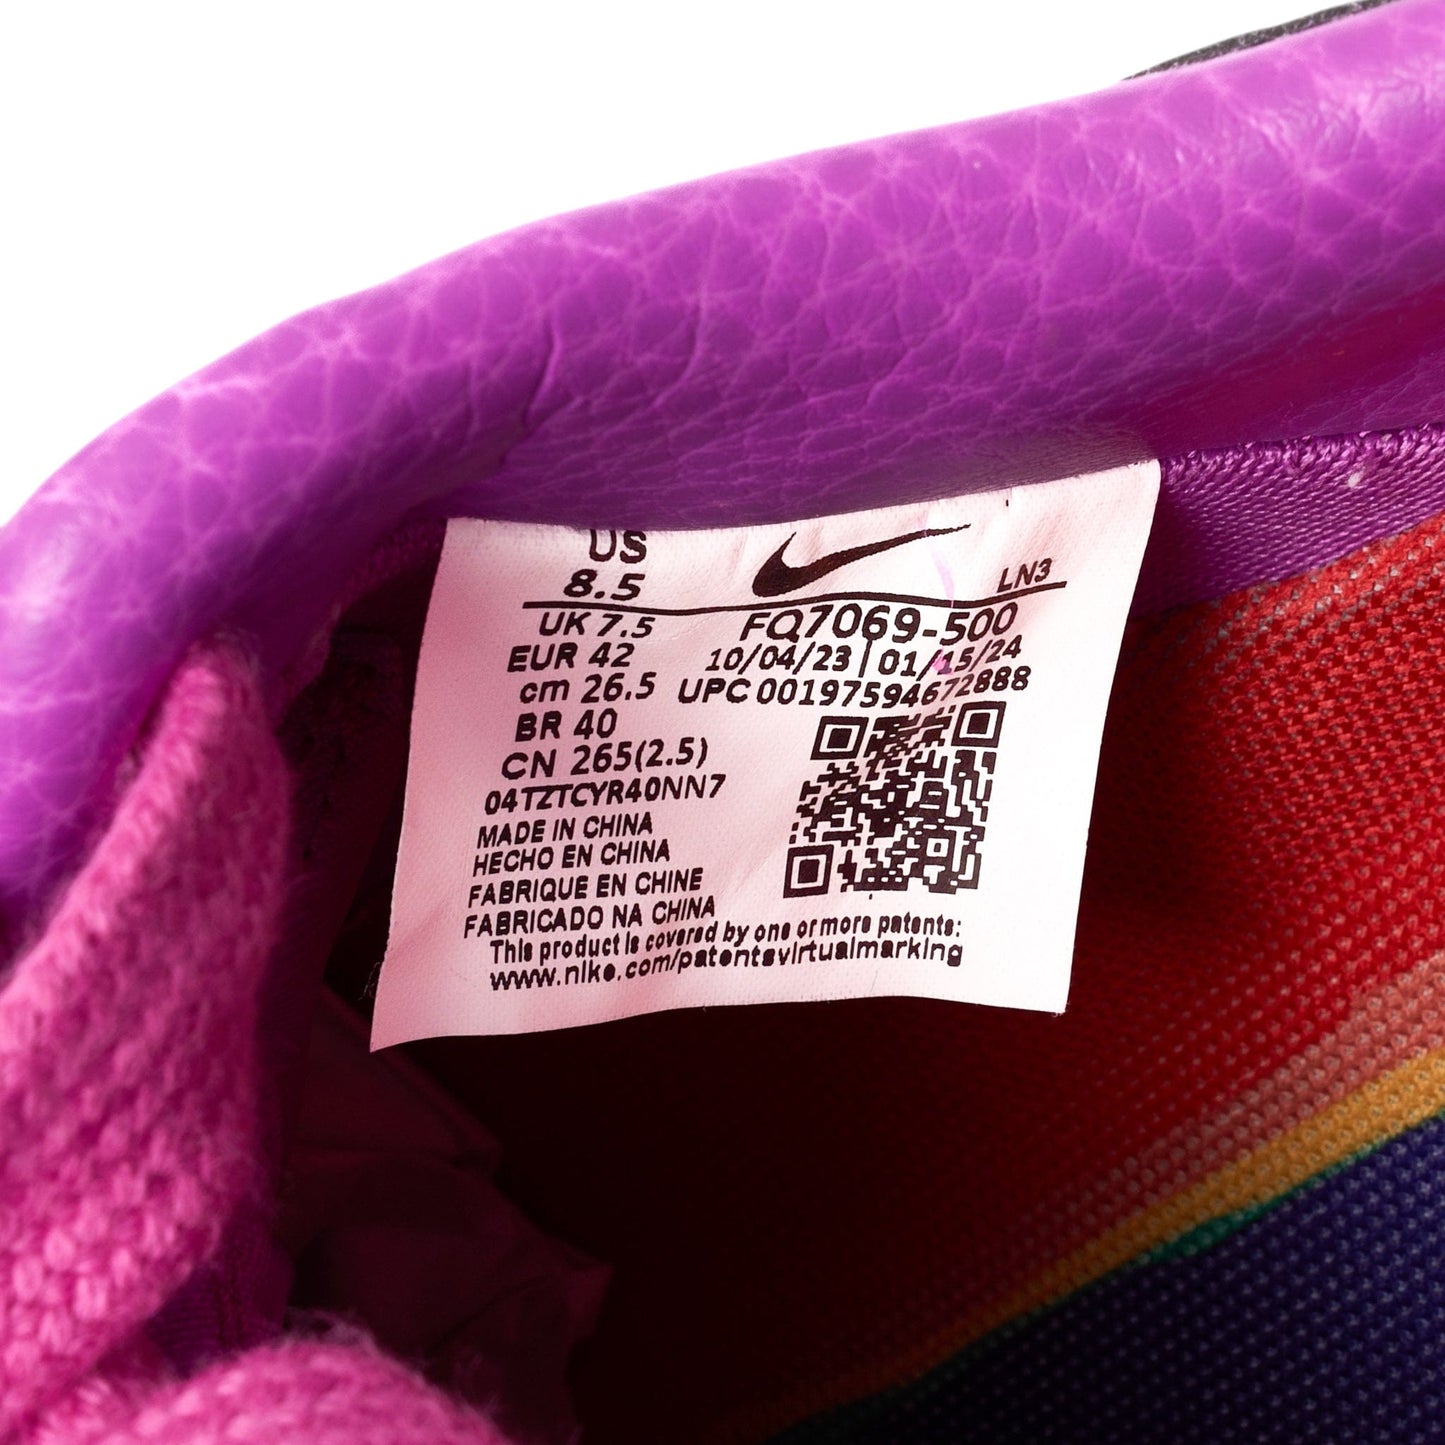 US
8.5
LN3
UK 7.5
FQ7069-500
EUR 42
10/04/23 | 01/15/24
cm 26.5
UPC 00197594672888
BR 40
CN 265(2.5)
04TZTCYR40NN7
MADE IN CHINA
HECHO EN CHINA
FABRIQUE EN CHINE
FABRICADO NA CHINA
This product is covered by one or more patents:
www.nike.com/patentsvirtualmarking